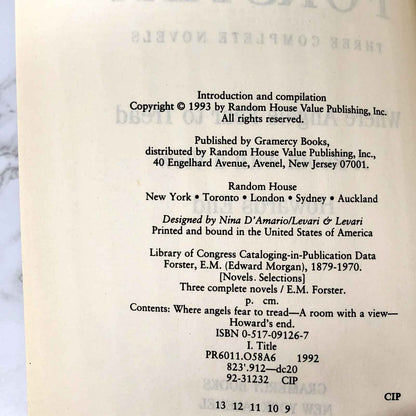 FORSTER
THREE COMPLETE NOVELS
Introduction and compilation
Copyright © 1993 by Random House Value Publishing, Inc.
All rights reserved.
Published by Gramercy Books,
distributed by Random House Value Publishing, Inc.,
40 Engelhard Avenue, Avenel, New Jersey 07001.
Random House
New York • Toronto • London • Sydney • Auckland
Designed by Nina D'Amario/Levari & Levari
Printed and bound in the United States of America
Library of Congress Cataloging-in-Publication Data
Forster, E.M. (Edward Morgan), 1879-1970.
[Novels. Selections]
Three complete novels / E.M. Forster.
p. cm.
Contents: Where angels fear to tread—A room with a view—
Howard's end.
ISBN 0-517-09126-7
I. Title
PR6011.O58A6 1992
823'.912—dc20
92-31232 CIP
CIP
13 12 11 10 9